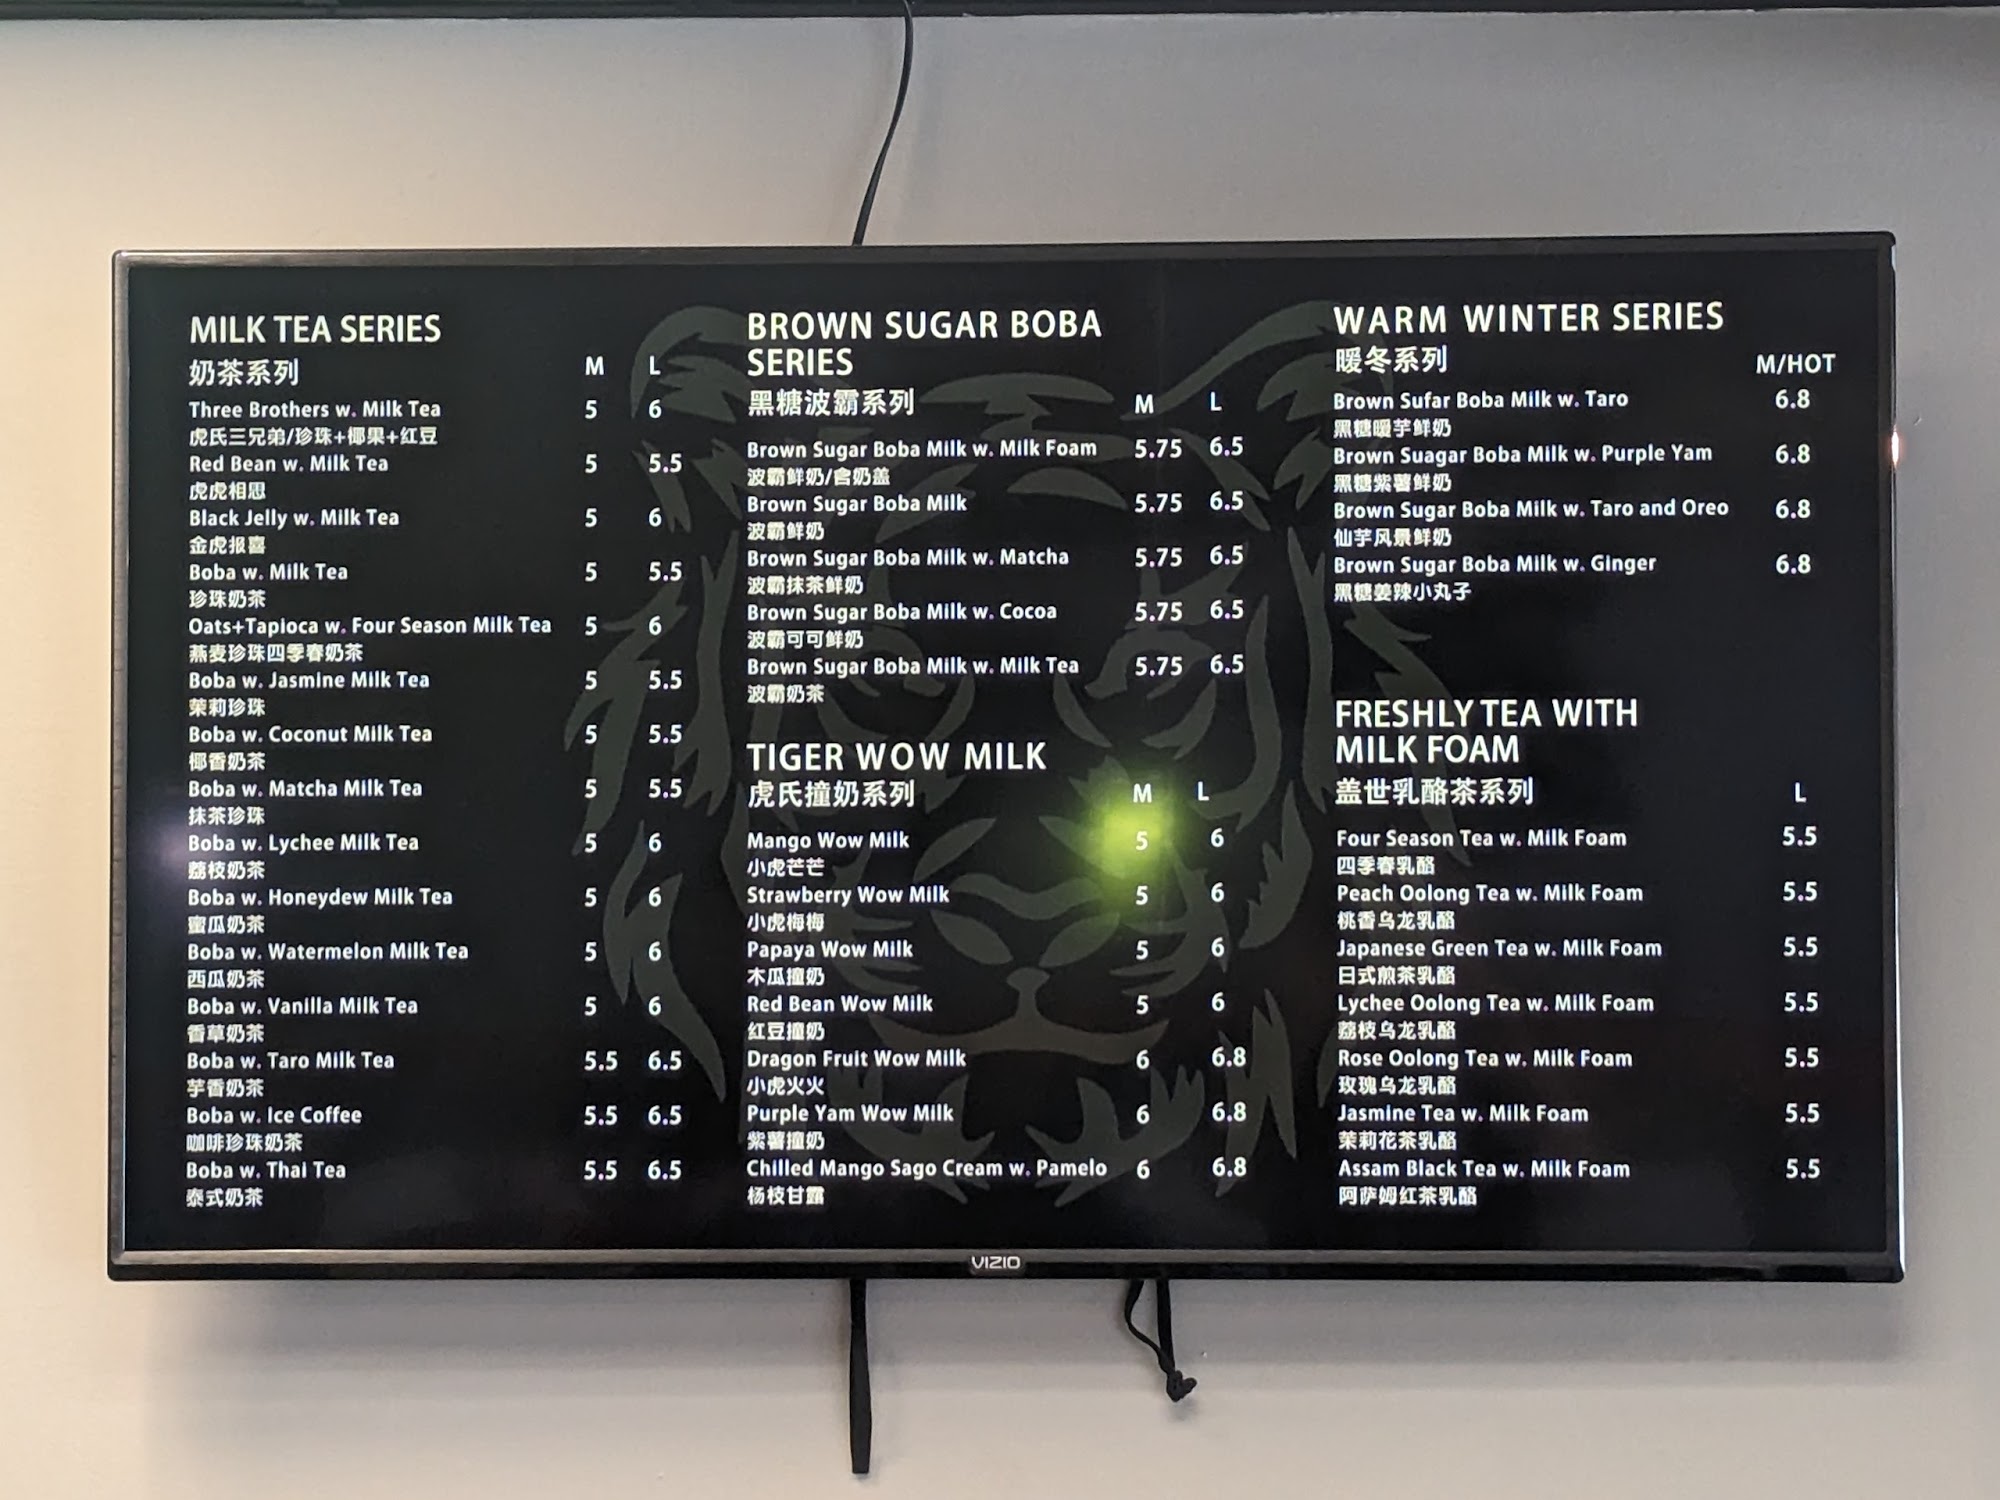 MILK TEA SERIES
奶茶系列 M L
Three Brothers w. Milk Tea 5 6
虎氏三兄弟/珍珠+椰果+红豆
Red Bean w. Milk Tea 5 5.5
虎虎相思
Black Jelly w. Milk Tea 5 6
金虎报喜
Boba w. Milk Tea 5 5.5
珍珠奶茶
Oats+Tapioca w. Four Season Milk Tea 5 6
燕麦珍珠四季春奶茶
Boba w. Jasmine Milk Tea 5 5.5
茉莉珍珠
Boba w. Coconut Milk Tea 5 5.5
椰香奶茶
Boba w. Matcha Milk Tea 5 5.5
抹茶珍珠
Boba w. Lychee Milk Tea 5 6
荔枝奶茶
Boba w. Honeydew Milk Tea 5 6
蜜瓜奶茶
Boba w. Watermelon Milk Tea 5 6
西瓜奶茶
Boba w. Vanilla Milk Tea 5 6
香草奶茶
Boba w. Taro Milk Tea 5.5 6.5
芋香奶茶
Boba w. Ice Coffee 5.5 6.5
咖啡珍珠奶茶
Boba w. Thai Tea 5.5 6.5
泰式奶茶
BROWN SUGAR BOBA
SERIES
黑糖波霸系列 M L
Brown Sugar Boba Milk w. Milk Foam 5.75 6.5
波霸鲜奶/含奶盖
Brown Sugar Boba Milk 5.75 6.5
波霸鲜奶
Brown Sugar Boba Milk w. Matcha 5.75 6.5
波霸抹茶鲜奶
Brown Sugar Boba Milk w. Cocoa 5.75 6.5
波霸可可鲜奶
Brown Sugar Boba Milk w. Milk Tea 5.75 6.5
波霸奶茶
TIGER WOW MILK
虎氏撞奶系列 M L
Mango Wow Milk 5 6
小虎芒芒
Strawberry Wow Milk 5 6
小虎梅梅
Papaya Wow Milk 5 6
木瓜撞奶
Red Bean Wow Milk 5 6
红豆撞奶
Dragon Fruit Wow Milk 6 6.8
小虎火火
Purple Yam Wow Milk 6 6.8
紫薯撞奶
Chilled Mango Sago Cream w. Pamelo 6 6.8
杨枝甘露
WARM WINTER SERIES
暖冬系列 M/HOT
Brown Sufar Boba Milk w. Taro 6.8
黑糖暖芋鲜奶
Brown Suagar Boba Milk w. Purple Yam 6.8
黑糖紫薯鲜奶
Brown Sugar Boba Milk w. Taro and Oreo 6.8
仙芋风景鲜奶
Brown Sugar Boba Milk w. Ginger 6.8
黑糖姜辣小丸子
FRESHLY TEA WITH
MILK FOAM
盖世乳酪茶系列 L
Four Season Tea w. Milk Foam 5.5
四季春乳酪
Peach Oolong Tea w. Milk Foam 5.5
桃香乌龙乳酪
Japanese Green Tea w. Milk Foam 5.5
日式煎茶乳酪
Lychee Oolong Tea w. Milk Foam 5.5
荔枝乌龙乳酪
Rose Oolong Tea w. Milk Foam 5.5
玫瑰乌龙乳酪
Jasmine Tea w. Milk Foam 5.5
茉莉花茶乳酪
Assam Black Tea w. Milk Foam 5.5
阿萨姆红茶乳酪
VIZIO